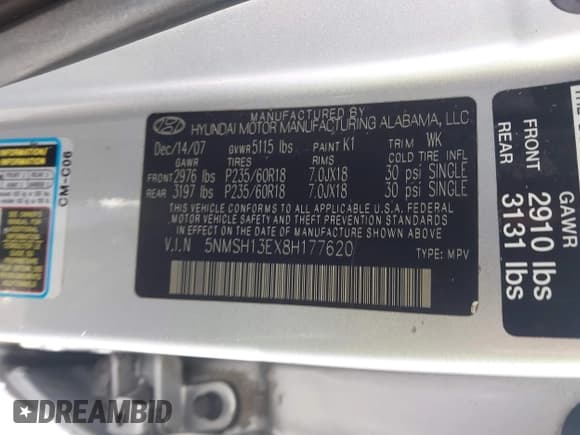 MANUFACTURED BY
HYUNDAI MOTOR MANUFACTURING ALABAMA, LLC.
Dec/14/07 GVWR 5115 lbs PAINT K1 TRIM WK
GAWR TIRES RIMS COLD TIRE INFL
FRONT 2976 lbs P235/60R18 7.0JX18 30 psi SINGLE
REAR 3197 lbs P235/60R18 7.0JX18 30 psi SINGLE
THIS VEHICLE CONFORMS TO ALL APPLICABLE U.S.A. FEDERAL
MOTOR VEHICLE SAFETY AND THEFT PREVENTION STANDARDS
IN EFFECT ON THE DATE OF MANUFACTURE SHOWN ABOVE.
V.I.N 5NMSH13EX8H177620 TYPE: MPV
CM-C06
GAWR
FRONT 2910 lbs
REAR 3131 lbs
DREAMBID